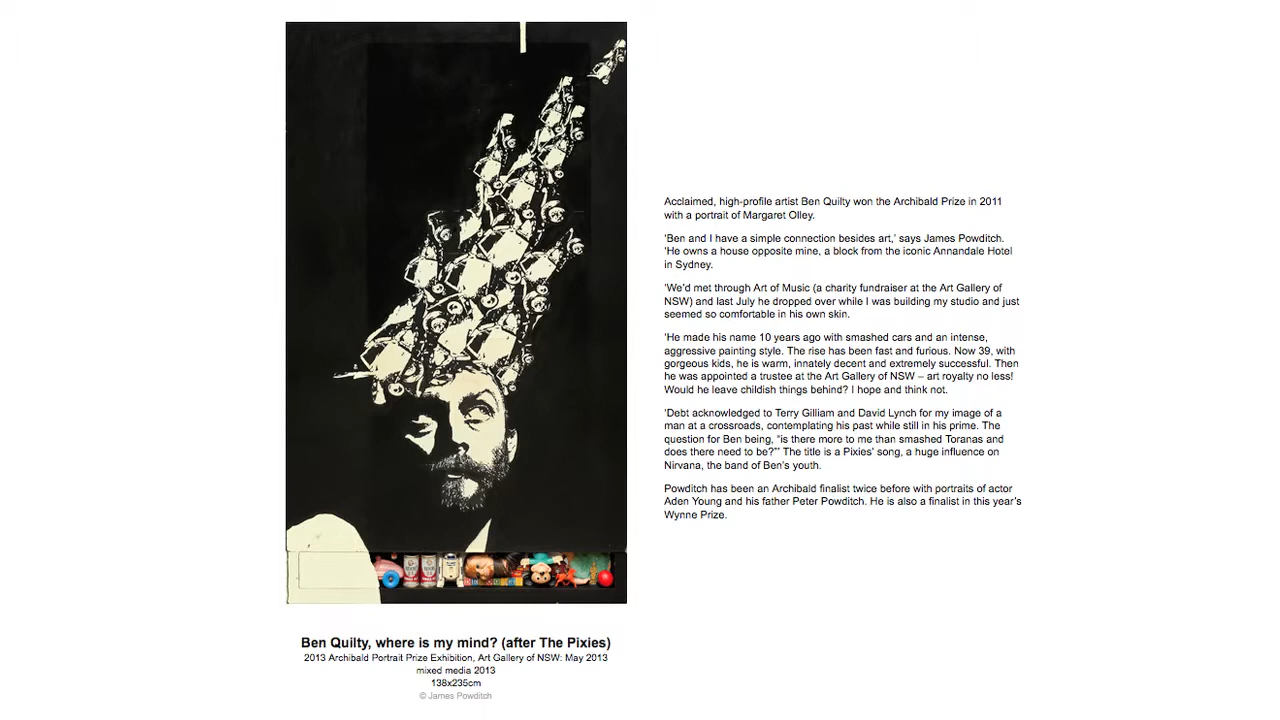 Acclaimed, high-profile artist Ben Quilty won the Archibald Prize in 2011
with a portrait of Margaret Olley.
'Ben and I have a simple connection besides art,' says James Powditch.
'He owns a house opposite mine, a block from the iconic Annandale Hotel
in Sydney.
'We'd met through Art of Music (a charity fundraiser at the Art Gallery of
NSW) and last July he dropped over while I was building my studio and just
seemed so comfortable in his own skin.
'He made his name 10 years ago with smashed cars and an intense,
aggressive painting style. The rise has been fast and furious. Now 39, with
gorgeous kids, he is warm, innately decent and extremely successful. Then
he was appointed a trustee at the Art Gallery of NSW – art royalty no less!
Would he leave childish things behind? I hope and think not.
'Debt acknowledged to Terry Gilliam and David Lynch for my image of a
man at a crossroads, contemplating his past while still in his prime. The
question for Ben being, "is there more to me than smashed Toranas and
does there need to be?"' The title is a Pixies' song, a huge influence on
Nirvana, the band of Ben's youth.
Powditch has been an Archibald finalist twice before with portraits of actor
Aden Young and his father Peter Powditch. He is also a finalist in this year's
Wynne Prize.
Ben Quilty, where is my mind? (after The Pixies)
2013 Archibald Portrait Prize Exhibition, Art Gallery of NSW: May 2013
mixed media 2013
138x235cm
© James Powditch